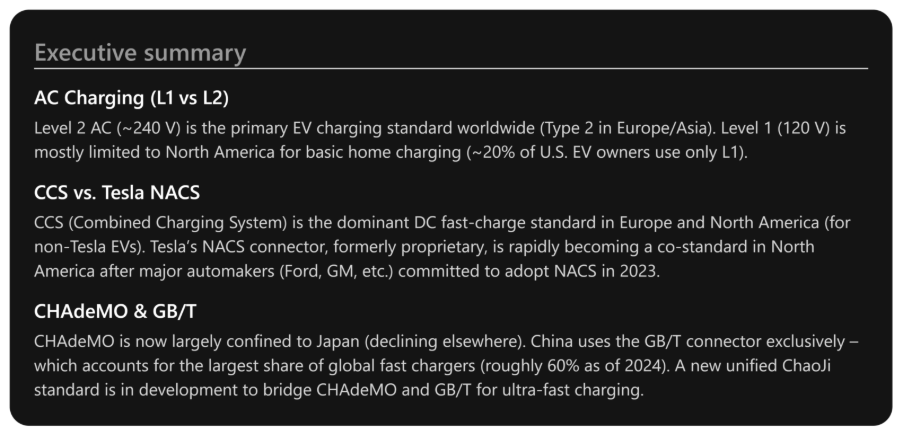 Executive summary
AC Charging (L1 vs L2)
Level 2 AC (~240 V) is the primary EV charging standard worldwide (Type 2 in Europe/Asia). Level 1 (120 V) is
mostly limited to North America for basic home charging (~20% of U.S. EV owners use only L1).
CCS vs. Tesla NACS
CCS (Combined Charging System) is the dominant DC fast-charge standard in Europe and North America (for
non-Tesla EVs). Tesla’s NACS connector, formerly proprietary, is rapidly becoming a co-standard in North
America after major automakers (Ford, GM, etc.) committed to adopt NACS in 2023.
CHAdeMO & GB/T
CHAdeMO is now largely confined to Japan (declining elsewhere). China uses the GB/T connector exclusively –
which accounts for the largest share of global fast chargers (roughly 60% as of 2024). A new unified ChaoJi
standard is in development to bridge CHAdeMO and GB/T for ultra-fast charging.